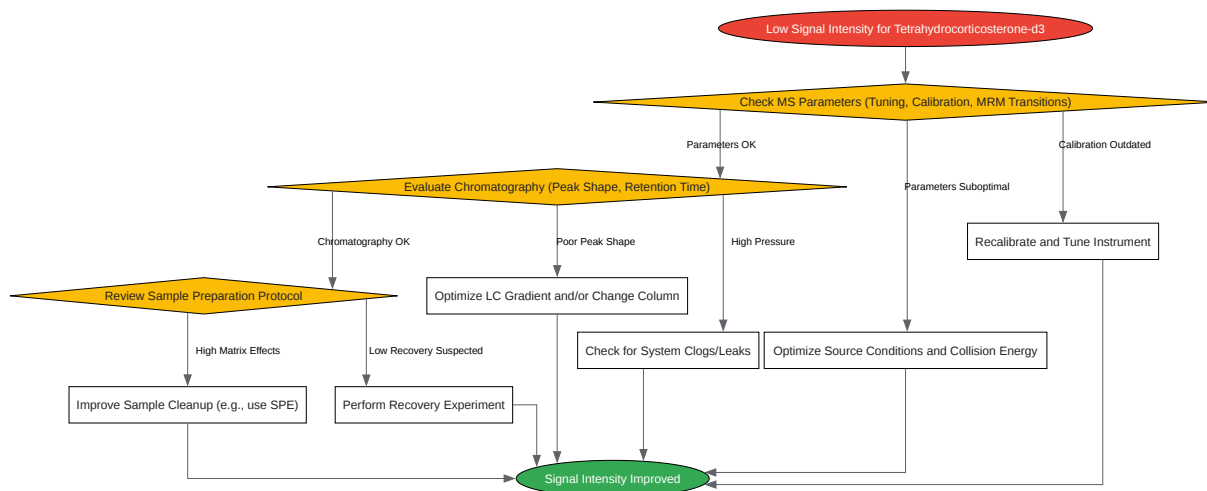 Low Signal Intensity for Tetrahydrocorticosterone-d3
Check MS Parameters (Tuning, Calibration, MRM Transitions)
Parameters OK
Calibration Outdated
Evaluate Chromatography (Peak Shape, Retention Time)
Parameters Suboptimal
Chromatography OK
Poor Peak Shape
High Pressure
Recalibrate and Tune Instrument
Review Sample Preparation Protocol
Optimize LC Gradient and/or Change Column
High Matrix Effects
Low Recovery Suspected
Check for System Clogs/Leaks
Optimize Source Conditions and Collision Energy
Improve Sample Cleanup (e.g., use SPE)
Perform Recovery Experiment
Signal Intensity Improved